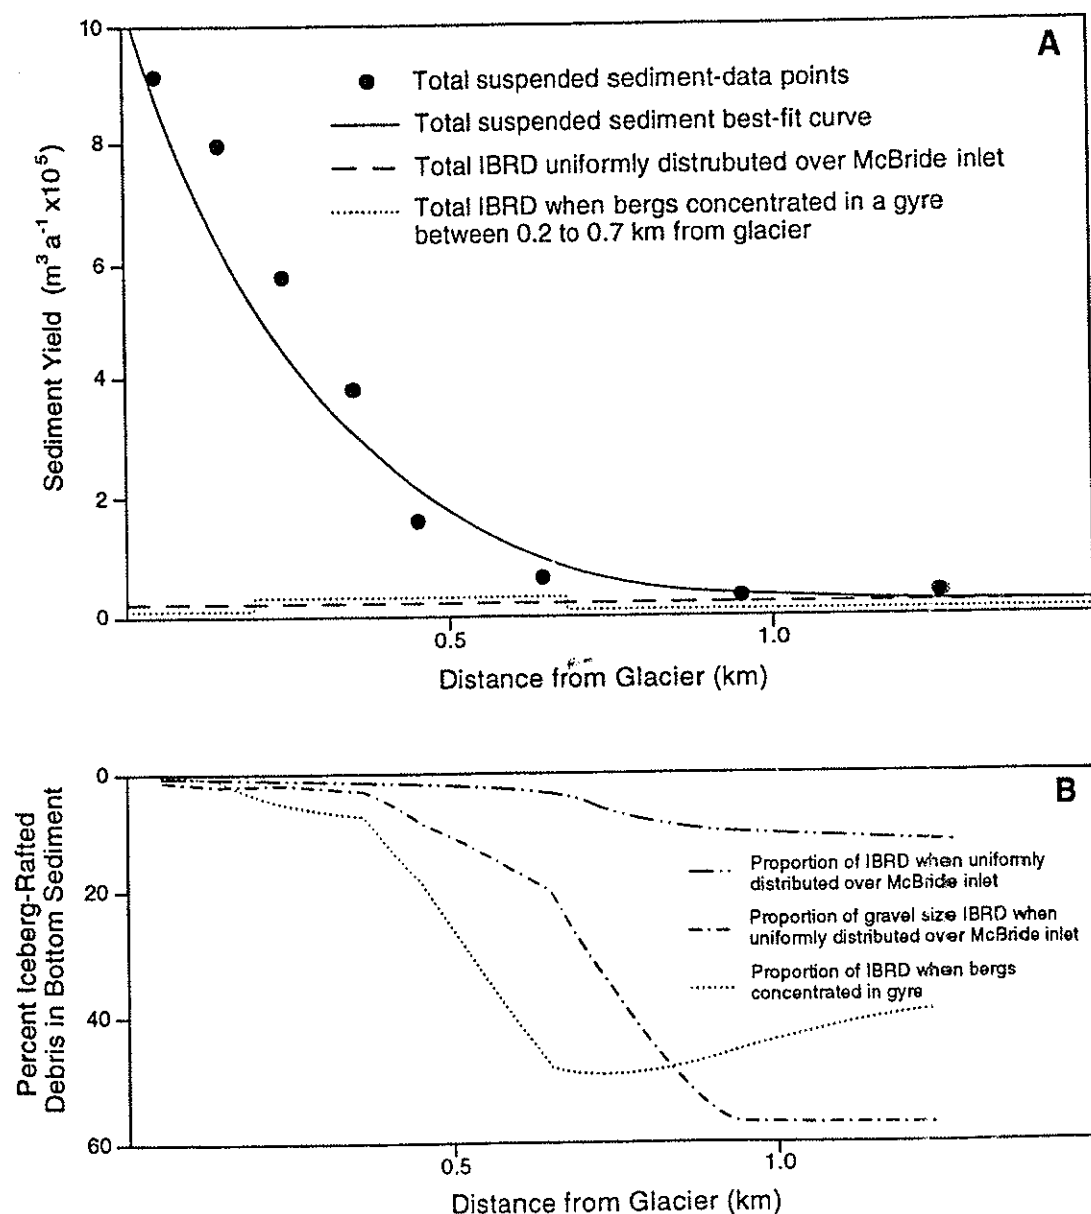 A
10
8
6
4
2
0
Sediment Yield (m³ a⁻¹ x10⁵)
Total suspended sediment-data points
Total suspended sediment best-fit curve
Total IBRD uniformly distrubuted over McBride inlet
Total IBRD when bergs concentrated in a gyre
between 0.2 to 0.7 km from glacier
0.5
1.0
Distance from Glacier (km)
B
0
20
40
60
Percent Iceberg-Rafted
Debris in Bottom Sediment
Proportion of IBRD when uniformly
distributed over McBride inlet
Proportion of gravel size IBRD when
uniformly distributed over McBride inlet
Proportion of IBRD when bergs
concentrated in gyre
0.5
1.0
Distance from Glacier (km)